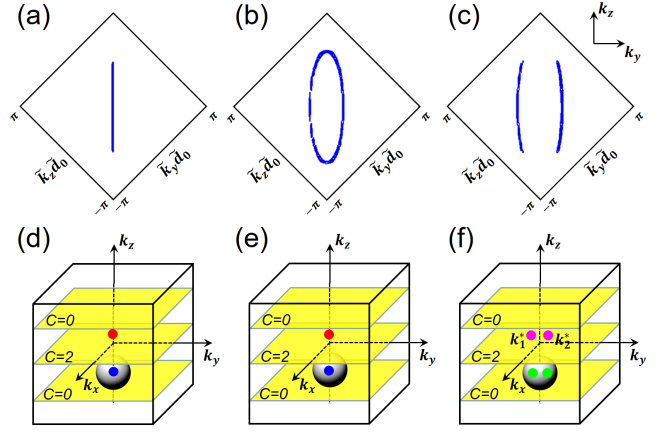 (a)
(b)
(c)
k_z
k_y
π
π
π
π
π
π
k̃_z d̃_0
k̃_y d̃_0
k̃_z d̃_0
k̃_y d̃_0
k̃_z d̃_0
k̃_y d̃_0
−π −π
−π −π
−π −π
(d)
(e)
(f)
k_z
k_z
k_z
C=0
C=0
C=0
k_1^* k_2^*
C=2
k_y
C=2
k_y
C=2
k_y
k_x
k_x
k_x
C=0
C=0
C=0